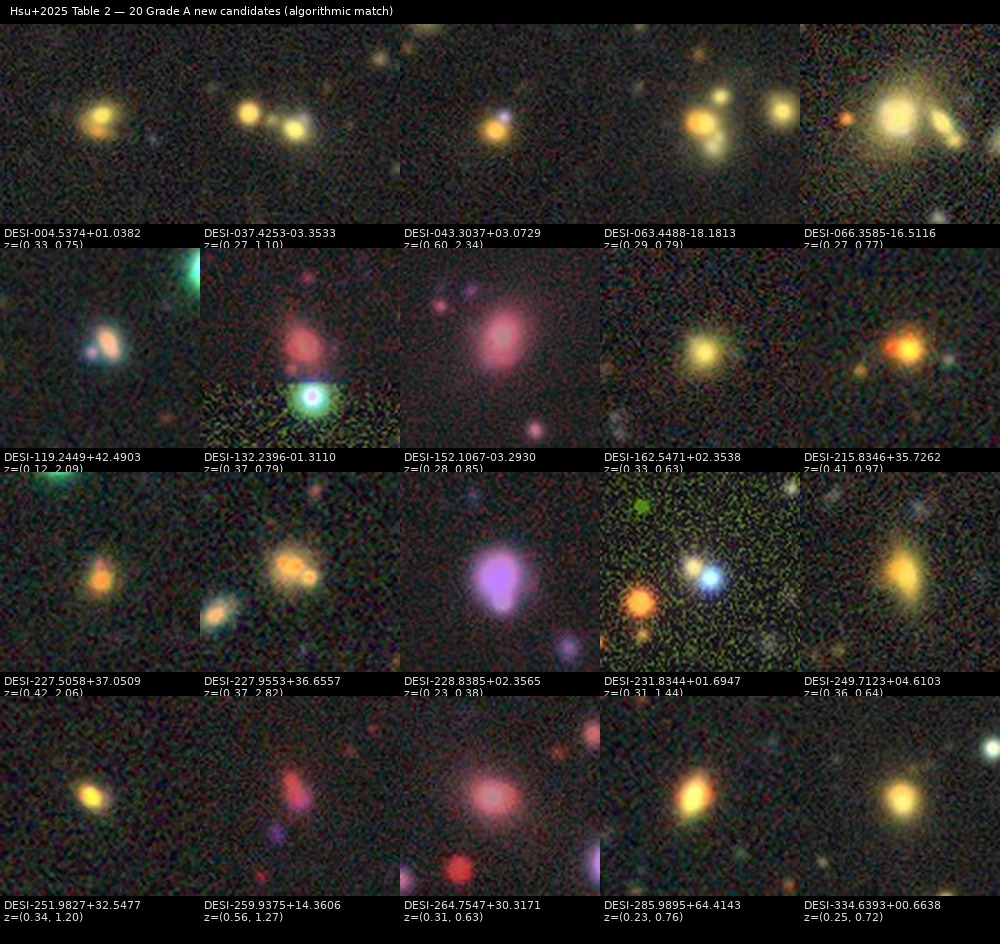 Hsu+2025 Table 2 — 20 Grade A new candidates (algorithmic match)
DESI-004.5374+01.0382
z=(0.33, 0.75)
DESI-037.4253-03.3533
z=(0.27, 1.10)
DESI-043.3037+03.0729
z=(0.60, 2.34)
DESI-063.4488-18.1813
z=(0.29, 0.79)
DESI-066.3585-16.5116
z=(0.27, 0.77)
DESI-119.2449+42.4903
z=(0.12, 2.09)
DESI-132.2396-01.3110
z=(0.37, 0.79)
DESI-152.1067-03.2930
z=(0.28, 0.85)
DESI-162.5471+02.3538
z=(0.33, 0.63)
DESI-215.8346+35.7262
z=(0.41, 0.97)
DESI-227.5058+37.0509
z=(0.42, 2.06)
DESI-227.9553+36.6557
z=(0.37, 2.82)
DESI-228.8385+02.3565
z=(0.23, 0.38)
DESI-231.8344+01.6947
z=(0.31, 1.44)
DESI-249.7123+04.6103
z=(0.36, 0.64)
DESI-251.9827+32.5477
z=(0.34, 1.20)
DESI-259.9375+14.3606
z=(0.56, 1.27)
DESI-264.7547+30.3171
z=(0.31, 0.63)
DESI-285.9895+64.4143
z=(0.23, 0.76)
DESI-334.6393+00.6638
z=(0.25, 0.72)